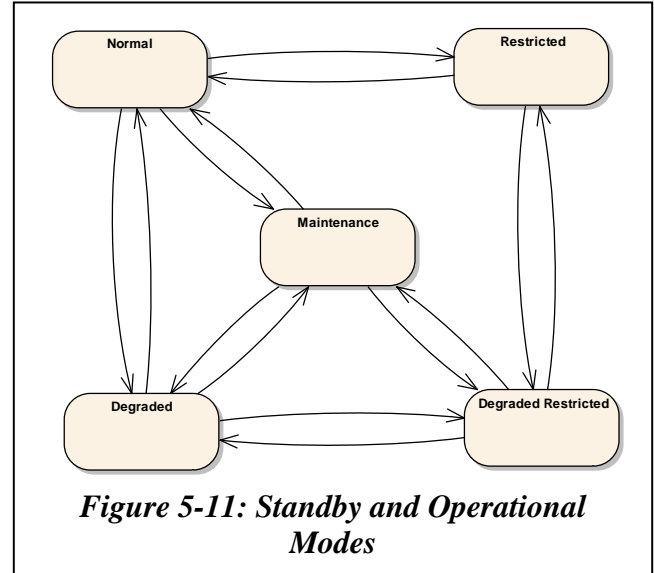 Normal
Restricted
Maintenance
Degraded
Degraded Restricted
Figure 5-11: Standby and Operational
Modes